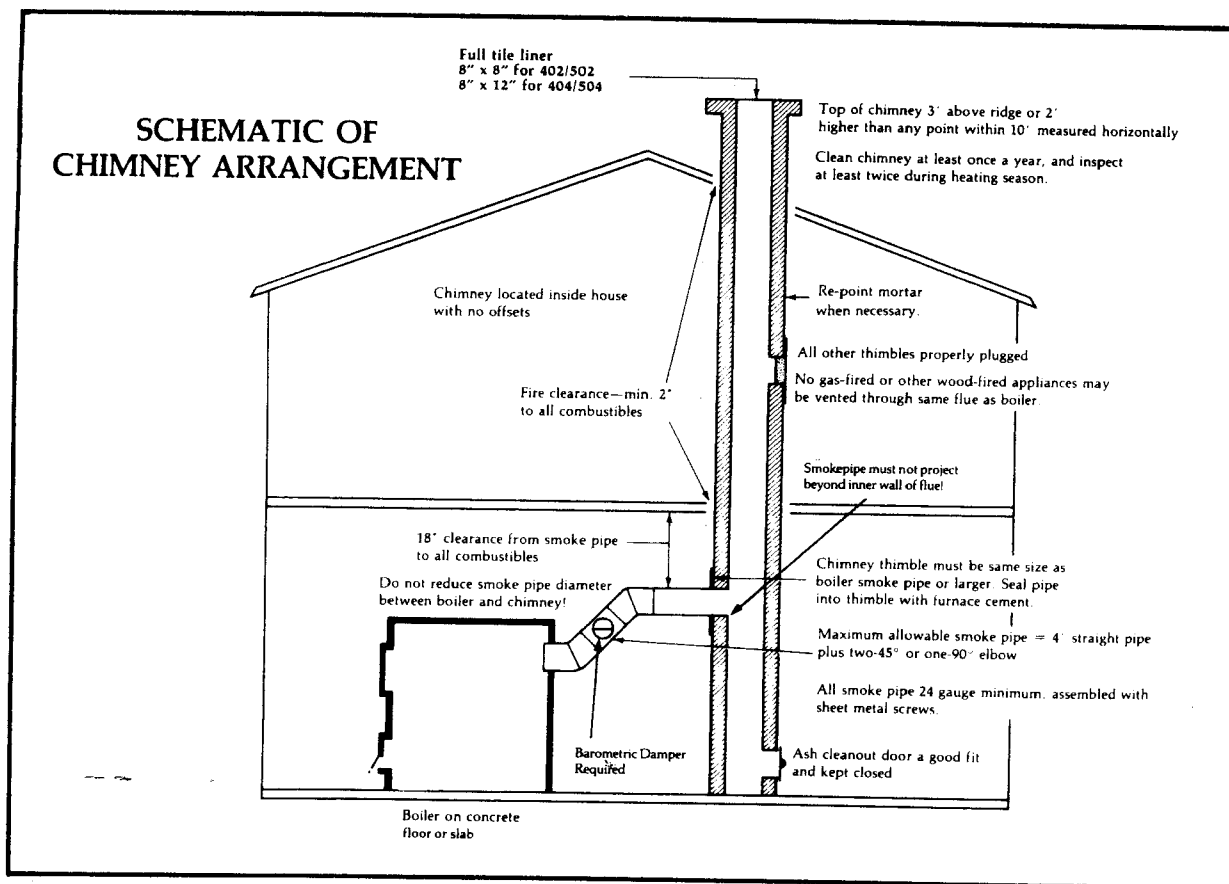 Full tile liner
8" x 8" for 402/502
8" x 12" for 404/504
SCHEMATIC OF
CHIMNEY ARRANGEMENT
Top of chimney 3' above ridge or 2'
higher than any point within 10' measured horizontally
Clean chimney at least once a year, and inspect
at least twice during heating season.
Chimney located inside house
with no offsets
Re-point mortar
when necessary.
All other thimbles properly plugged
No gas-fired or other wood-fired appliances may
be vented through same flue as boiler.
Fire clearance—min. 2"
to all combustibles
Smokepipe must not project
beyond inner wall of flue!
18" clearance from smoke pipe
to all combustibles
Do not reduce smoke pipe diameter
between boiler and chimney!
Chimney thimble must be same size as
boiler smoke pipe or larger. Seal pipe
into thimble with furnace cement.
Maximum allowable smoke pipe = 4' straight pipe
plus two-45° or one-90° elbow
All smoke pipe 24 gauge minimum, assembled with
sheet metal screws.
Barometric Damper
Required
Ash cleanout door a good fit
and kept closed
Boiler on concrete
floor or slab